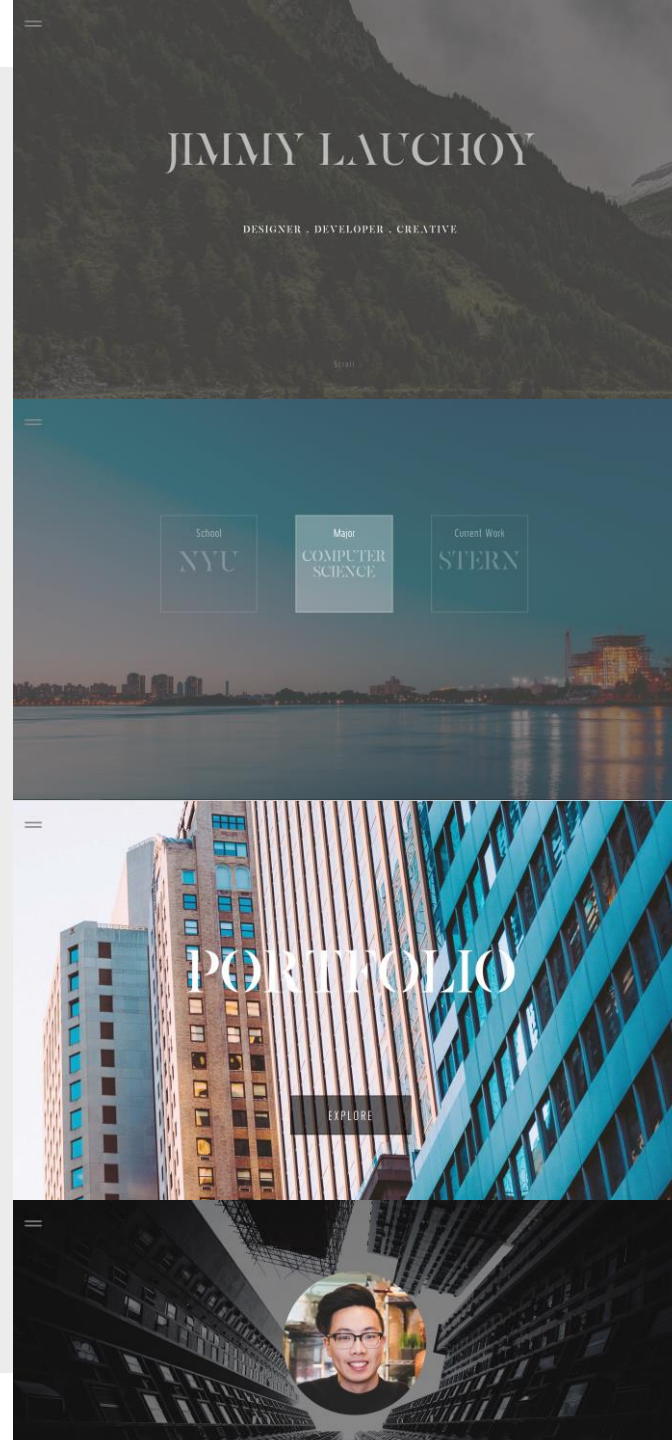 JIMMY LAUCHOY
DESIGNER . DEVELOPER . CREATIVE
Scroll
School
NYU
Major
COMPUTER
SCIENCE
Current Work
STERN
PORTFOLIO
EXPLORE